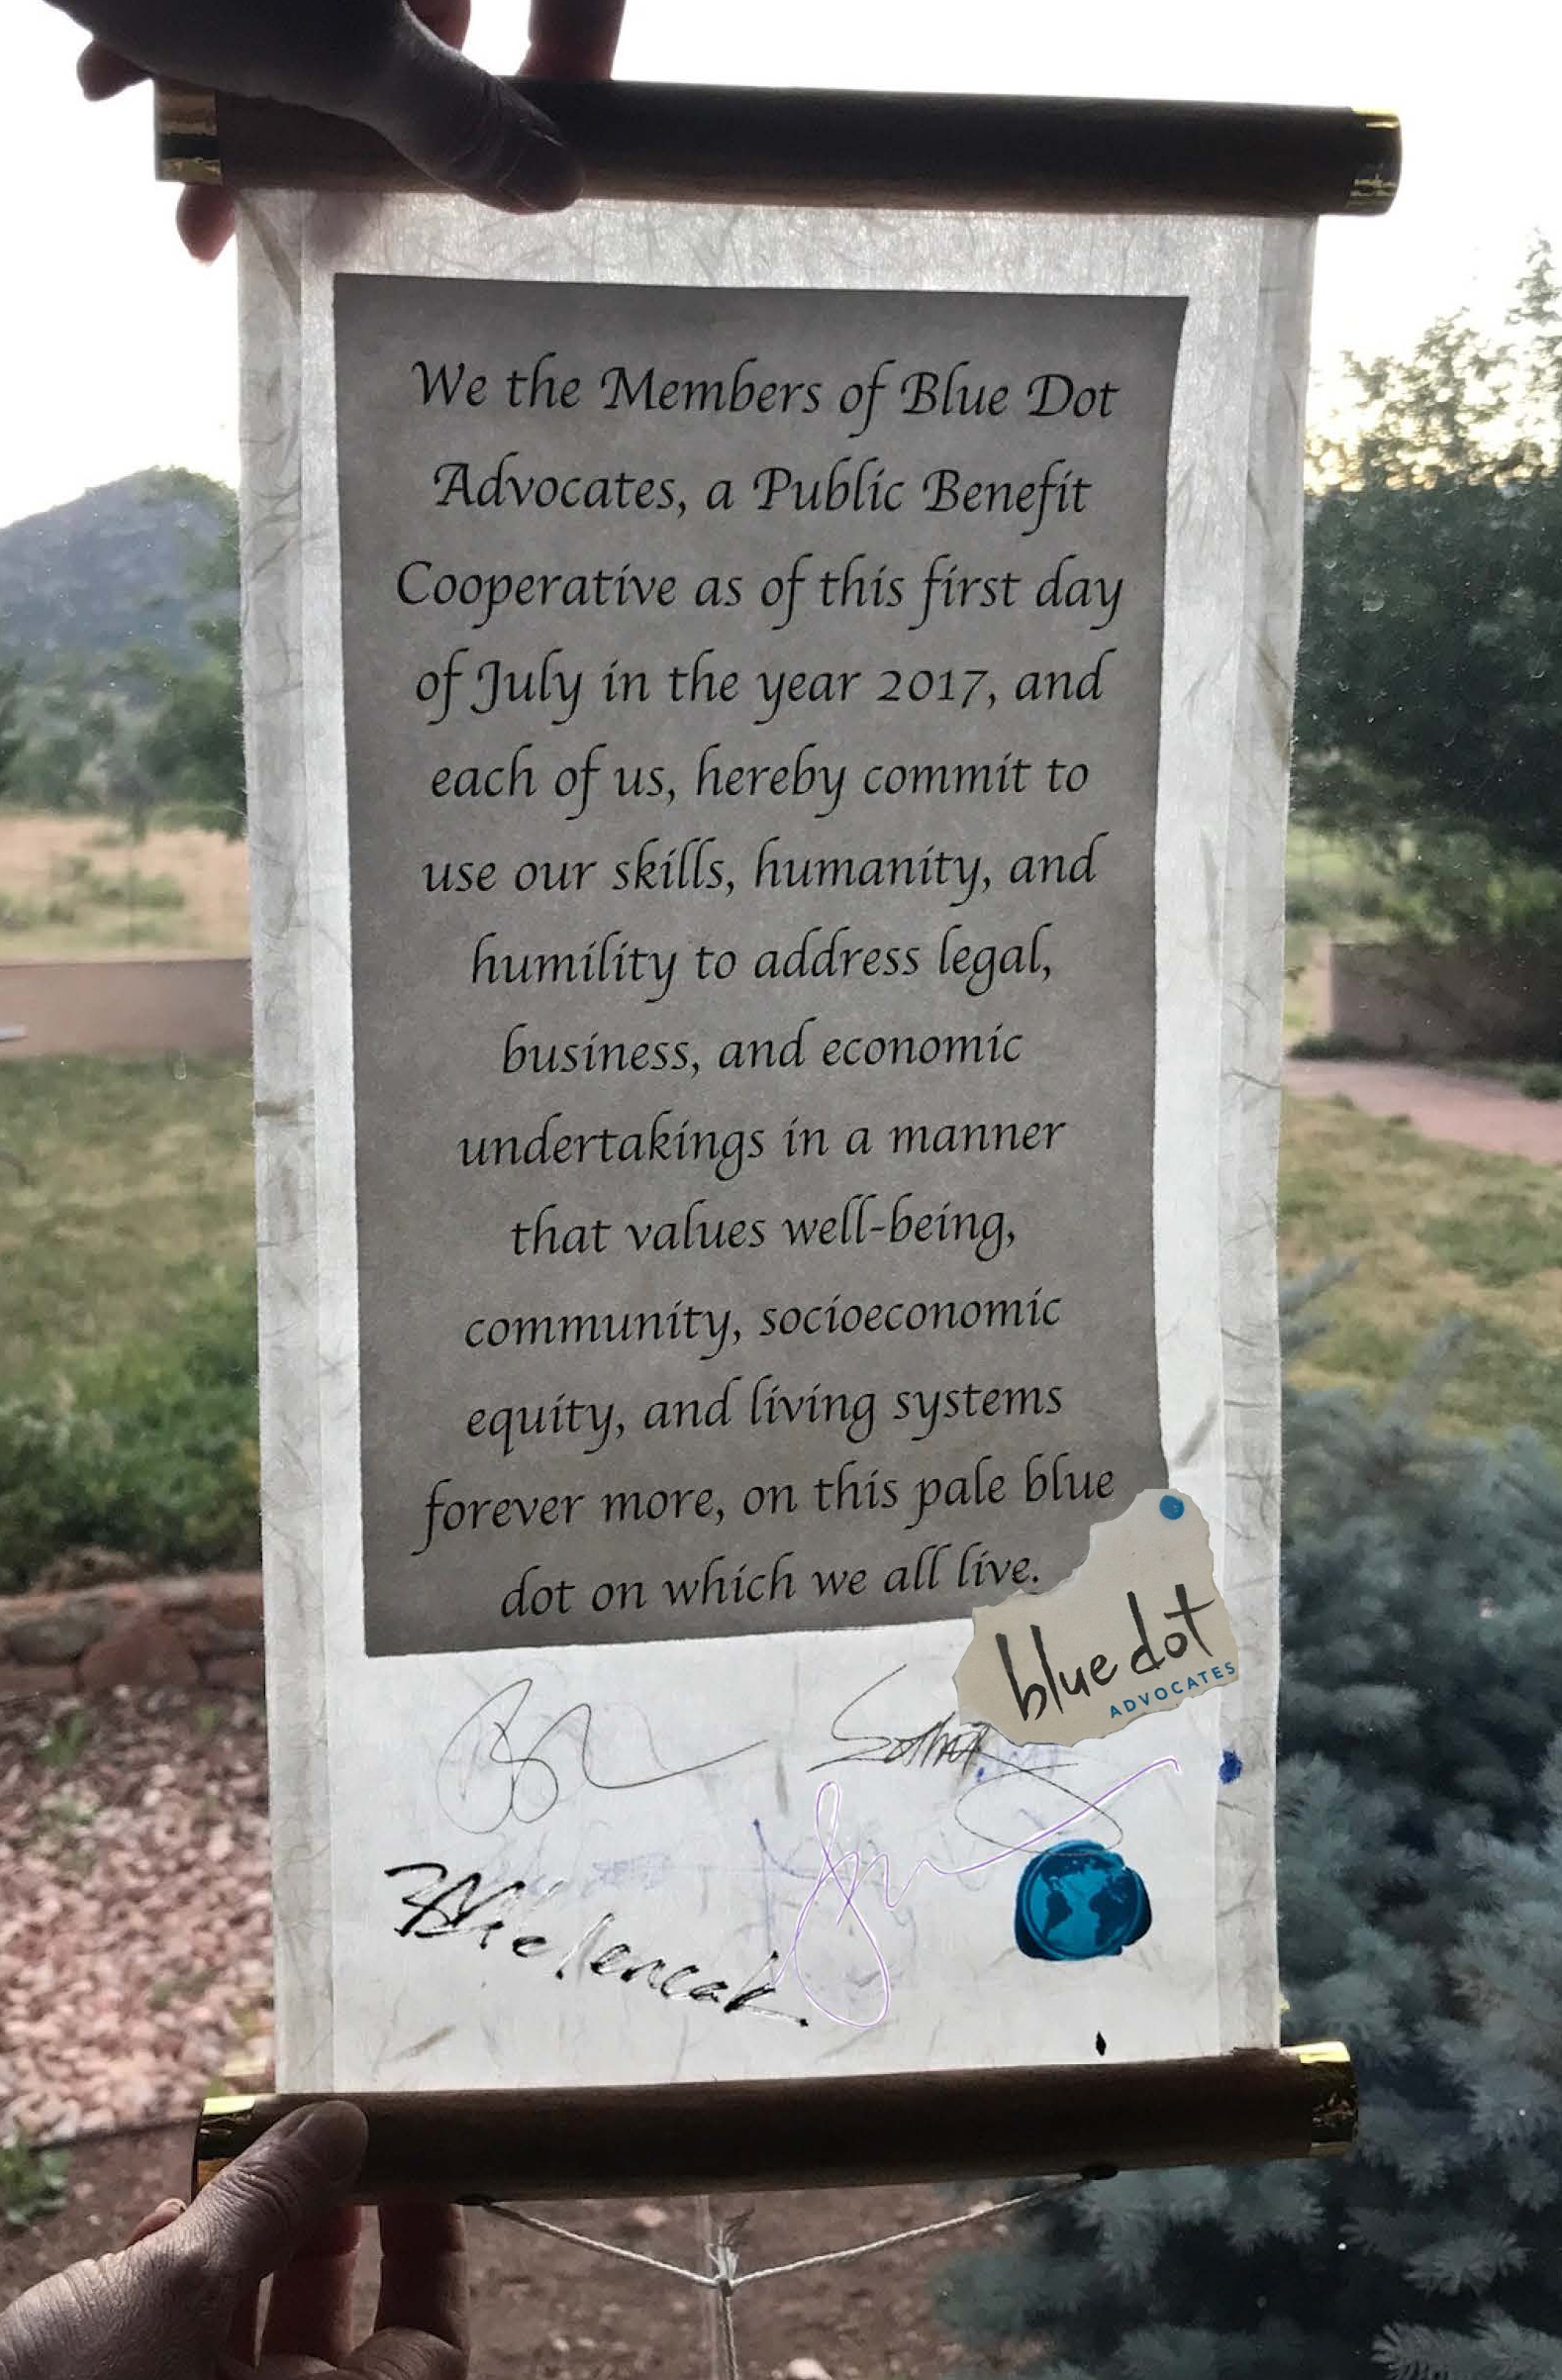 We the Members of Blue Dot
Advocates, a Public Benefit
Cooperative as of this first day
of July in the year 2017, and
each of us, hereby commit to
use our skills, humanity, and
humility to address legal,
business, and economic
undertakings in a manner
that values well-being,
community, socioeconomic
equity, and living systems
forever more, on this pale blue
dot on which we all live.
blue dot
ADVOCATES